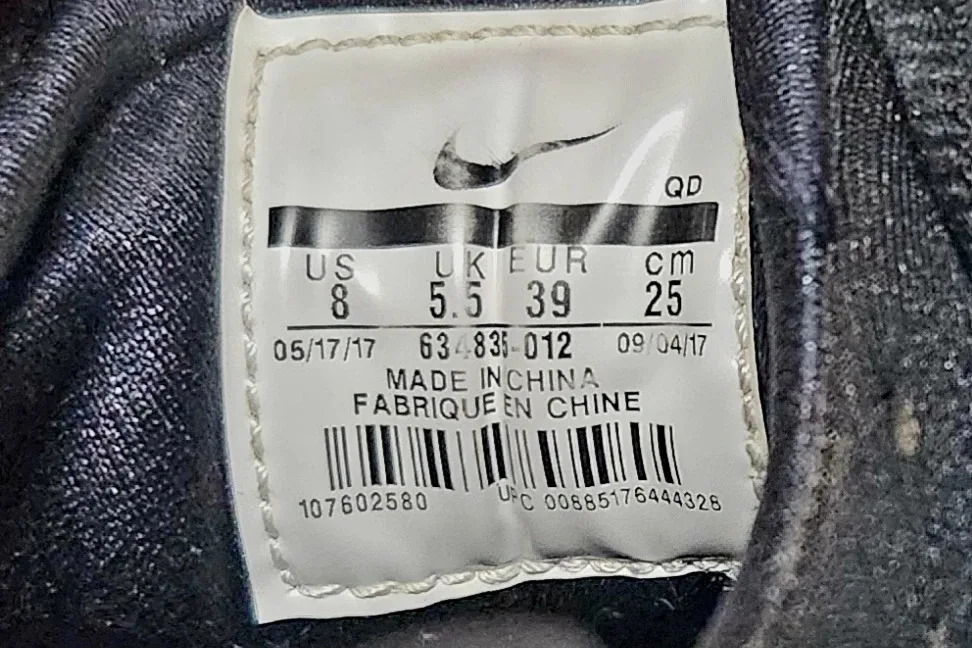 QD
US UK EUR cm
8 5.5 39 25
05/17/17 634835-012 09/04/17
MADE IN CHINA
FABRIQUE EN CHINE
107602580 UPC 00885176444328